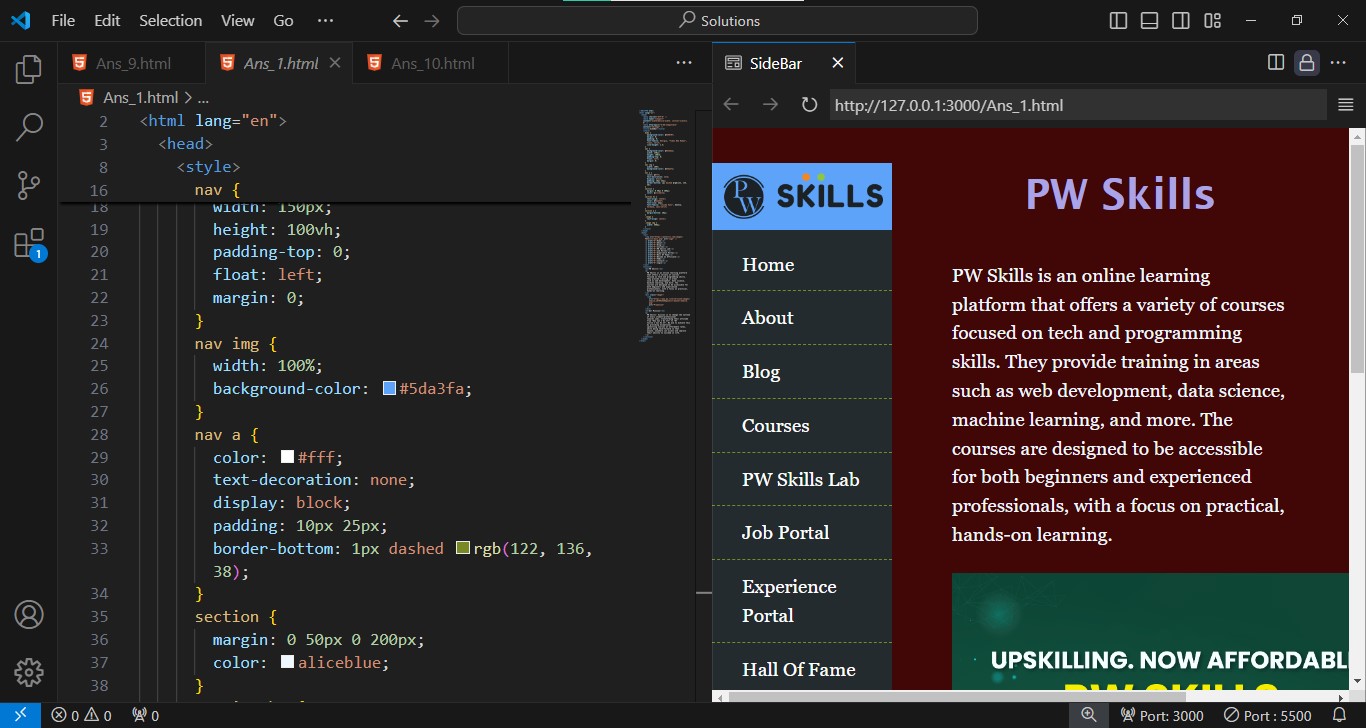 File Edit Selection View Go ··· Solutions
Ans_9.html Ans_1.html Ans_10.html ···
Ans_1.html > ...
2 <html lang="en">
3 <head>
8 <style>
16 nav {
18 width: 150px;
19 height: 100vh;
20 padding-top: 0;
21 float: left;
22 margin: 0;
23 }
24 nav img {
25 width: 100%;
26 background-color: #5da3fa;
27 }
28 nav a {
29 color: #fff;
30 text-decoration: none;
31 display: block;
32 padding: 10px 25px;
33 border-bottom: 1px dashed rgb(122, 136,
38);
34 }
35 section {
36 margin: 0 50px 0 200px;
37 color: aliceblue;
38 }
1
SideBar ···
http://127.0.0.1:3000/Ans_1.html
PW SKILLS
Home
About
Blog
Courses
PW Skills Lab
Job Portal
Experience
Portal
Hall Of Fame
PW Skills
PW Skills is an online learning
platform that offers a variety of courses
focused on tech and programming
skills. They provide training in areas
such as web development, data science,
machine learning, and more. The
courses are designed to be accessible
for both beginners and experienced
professionals, with a focus on practical,
hands-on learning.
UPSKILLING. NOW AFFORDABL
PW SKILLS
0 0 0 Port: 3000 Port : 5500